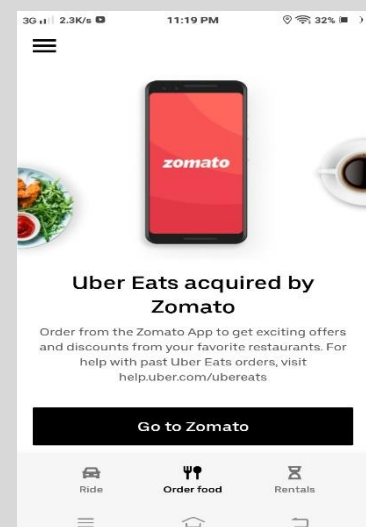 3G 2.3K/s 11:19 PM 32%
zomato
Uber Eats acquired by
Zomato
Order from the Zomato App to get exciting offers
and discounts from your favorite restaurants. For
help with past Uber Eats orders, visit
help.uber.com/ubereats
Go to Zomato
Ride Order food Rentals